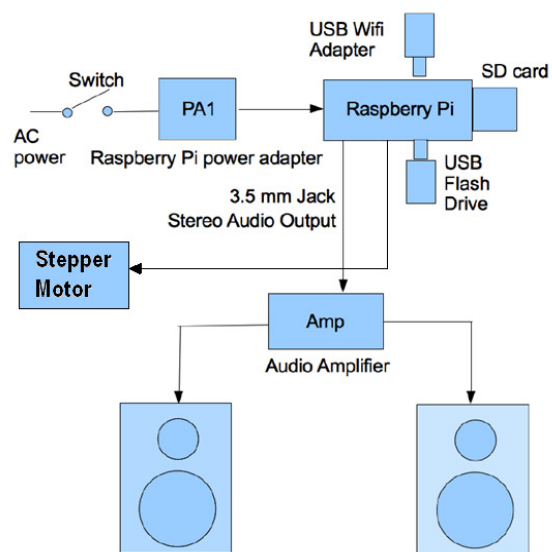 USB Wifi
Adapter
SD card
Switch
PA1
Raspberry Pi
AC
power
Raspberry Pi power adapter
USB
Flash
Drive
3.5 mm Jack
Stereo Audio Output
Stepper
Motor
Amp
Audio Amplifier